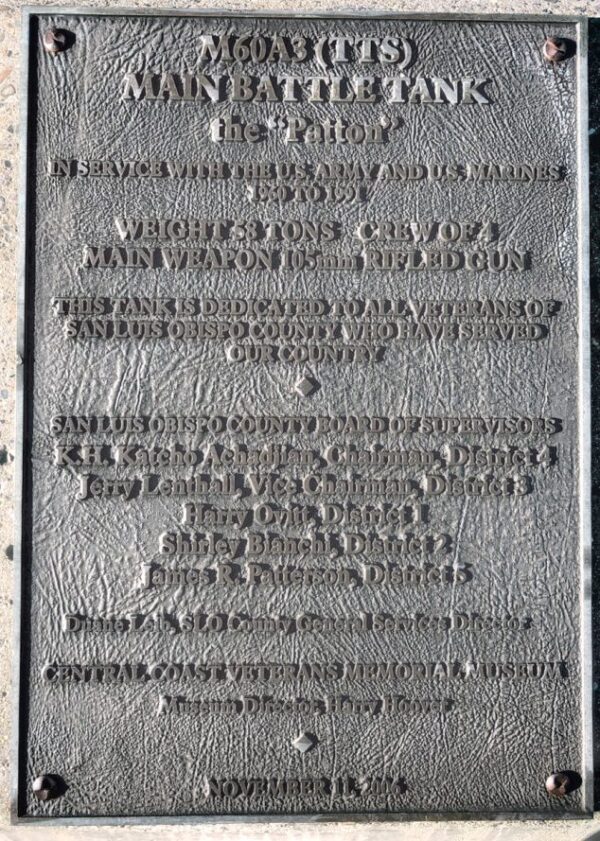 M60A3 (TTS)
MAIN BATTLE TANK
the "Patton"
IN SERVICE WITH THE U.S. ARMY AND U.S. MARINES
TO
WEIGHT 58 TONS CREW OF 4
MAIN WEAPON 105mm RIFLED GUN
THIS TANK IS DEDICATED TO ALL VETERANS OF
SAN LUIS OBISPO COUNTY WHO HAVE SERVED
OUR COUNTRY
SAN LUIS OBISPO COUNTY BOARD OF SUPERVISORS
K.H. Katcho Achadjian, Chairman, District 4
Jerry Lenthall, Vice Chairman, District 3
Harry Ovitt, District 1
Shirley Bianchi, District 2
James R. Patterson, District 5
Duane Leib, SLO County General Services Director
CENTRAL COAST VETERANS MEMORIAL MUSEUM
Museum Director, Harry Hoover
NOVEMBER 11,